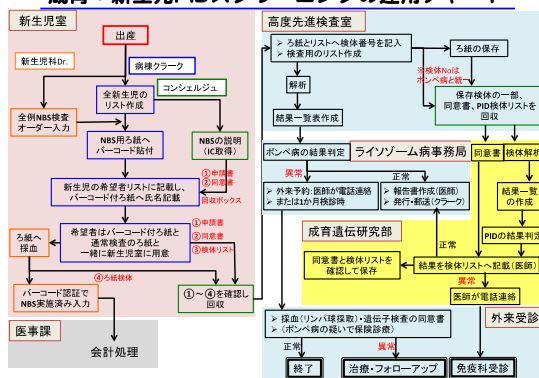 新生児室
出産
新生児科Dr.
病棟クラーク
コンシェルジュ
全新生児の
リスト作成
全例NBS検査
オーダー入力
NBS用ろ紙へ
バーコード貼付
NBSの説明
(IC取得)
①申請書
②同意書
回収ボックス
新生児の希望者リストに記載し、
バーコード付ろ紙へ氏名記載
ろ紙へ
採血
希望者はバーコード付ろ紙と
通常検査のろ紙と
一緒に新生児室に用意
①申請書
②同意書
③検体リスト
④ろ紙検体
バーコード認証で
NBS実施済み入力
①~④を確認し
回収
医事課
会計処理
高度先進検査室
➢ ろ紙とリストへ検体番号を記入
➢ 検査用のリスト作成
ろ紙の保存
※検体Noは
ポンペ病と統一
解析
結果一覧表作成
保存検体の一部、
同意書、PID検体リストを
回収
ポンペ病の結果判定
ライソゾーム病事務局
同意書
検体解析
異常
正常
➢ 外来予約:医師が電話連絡
➢ または1か月検診時
➢ 報告書作成(医師)
➢ 発行・郵送(クラーク)
結果一覧
の作成
成育遺伝研究部
正常
PIDの結果判定
同意書と検体リストを
確認して保存
結果を検体リストへ記載(医師)
異常
医師が電話連絡
外来受診
➢ 採血(リンパ球採取)・遺伝子検査の同意書
➢ (ポンペ病の疑いで保険診療)
正常
異常
終了
治療・フォローアップ
免疫科受診